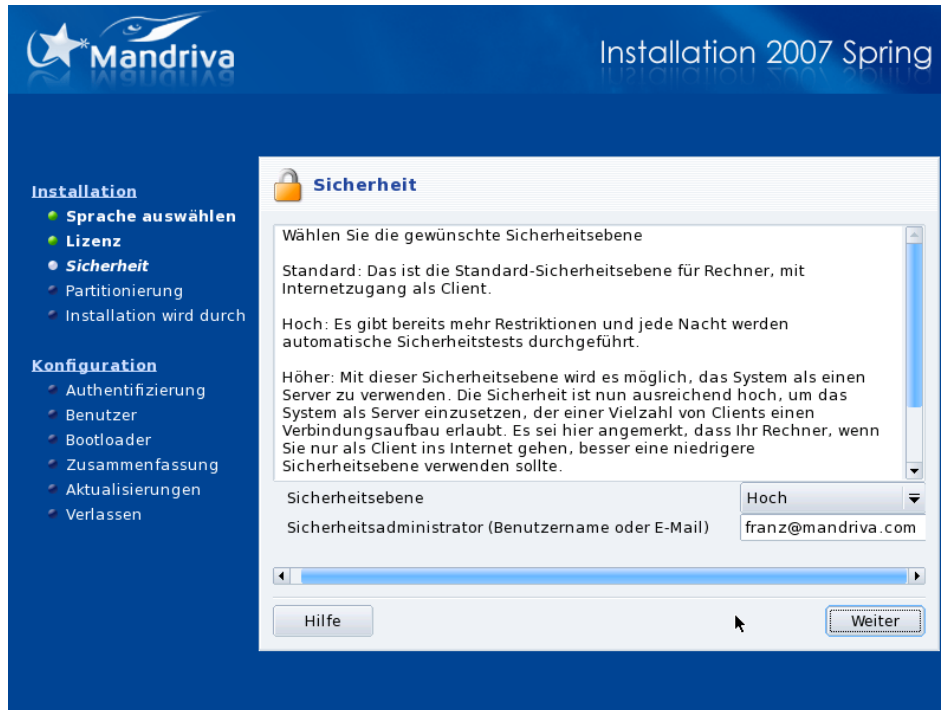 Mandriva
Installation 2007 Spring
Installation
Sprache auswählen
Lizenz
Sicherheit
Partitionierung
Installation wird durch
Konfiguration
Authentifizierung
Benutzer
Bootloader
Zusammenfassung
Aktualisierungen
Verlassen
Sicherheit
Wählen Sie die gewünschte Sicherheitsebene
Standard: Das ist die Standard-Sicherheitsebene für Rechner, mit
Internetzugang als Client.
Hoch: Es gibt bereits mehr Restriktionen und jede Nacht werden
automatische Sicherheitstests durchgeführt.
Höher: Mit dieser Sicherheitsebene wird es möglich, das System als einen
Server zu verwenden. Die Sicherheit ist nun ausreichend hoch, um das
System als Server einzusetzen, der einer Vielzahl von Clients einen
Verbindungsaufbau erlaubt. Es sei hier angemerkt, dass Ihr Rechner, wenn
Sie nur als Client ins Internet gehen, besser eine niedrigere
Sicherheitsebene verwenden sollte.
Sicherheitsebene Hoch
Sicherheitsadministrator (Benutzername oder E-Mail) franz@mandriva.com
Hilfe Weiter